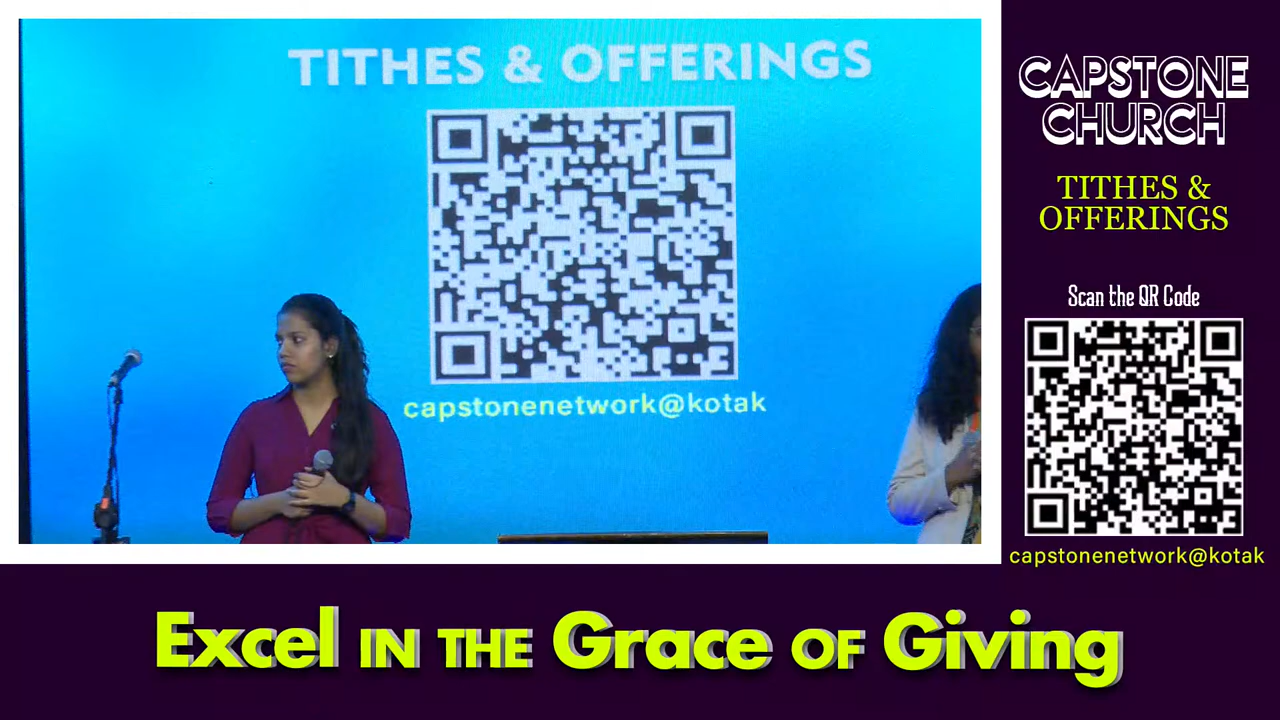 TITHES & OFFERINGS
capstonenetwork@kotak
CAPSTONE
CHURCH
TITHES &
OFFERINGS
Scan the QR Code
capstonenetwork@kotak
Excel in the Grace of Giving